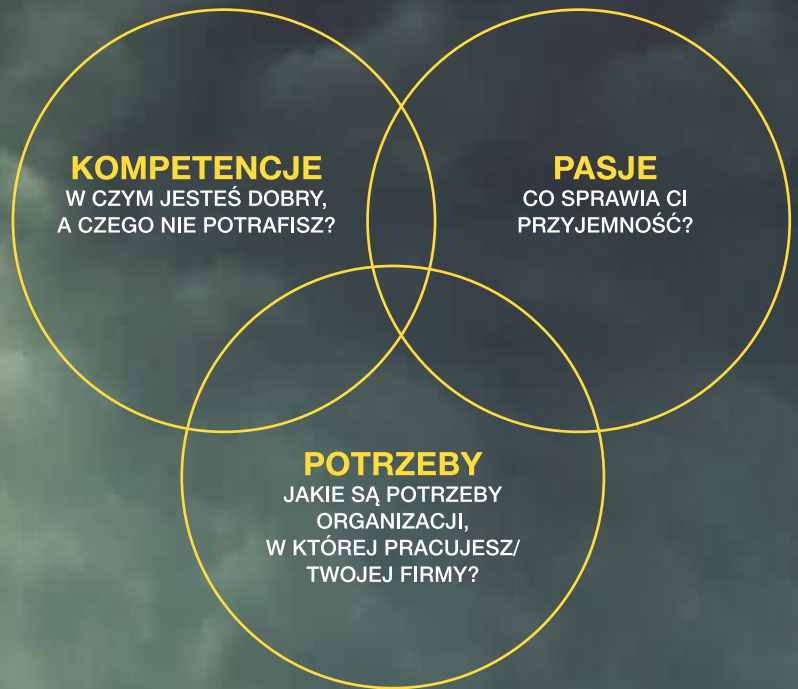 KOMPETENCJE
W CZYM JESTEŚ DOBRY,
A CZEGO NIE POTRAFISZ?
PASJE
CO SPRAWIA CI
PRZYJEMNOŚĆ?
POTRZEBY
JAKIE SĄ POTRZEBY
ORGANIZACJI,
W KTÓREJ PRACUJESZ/
TWOJEJ FIRMY?